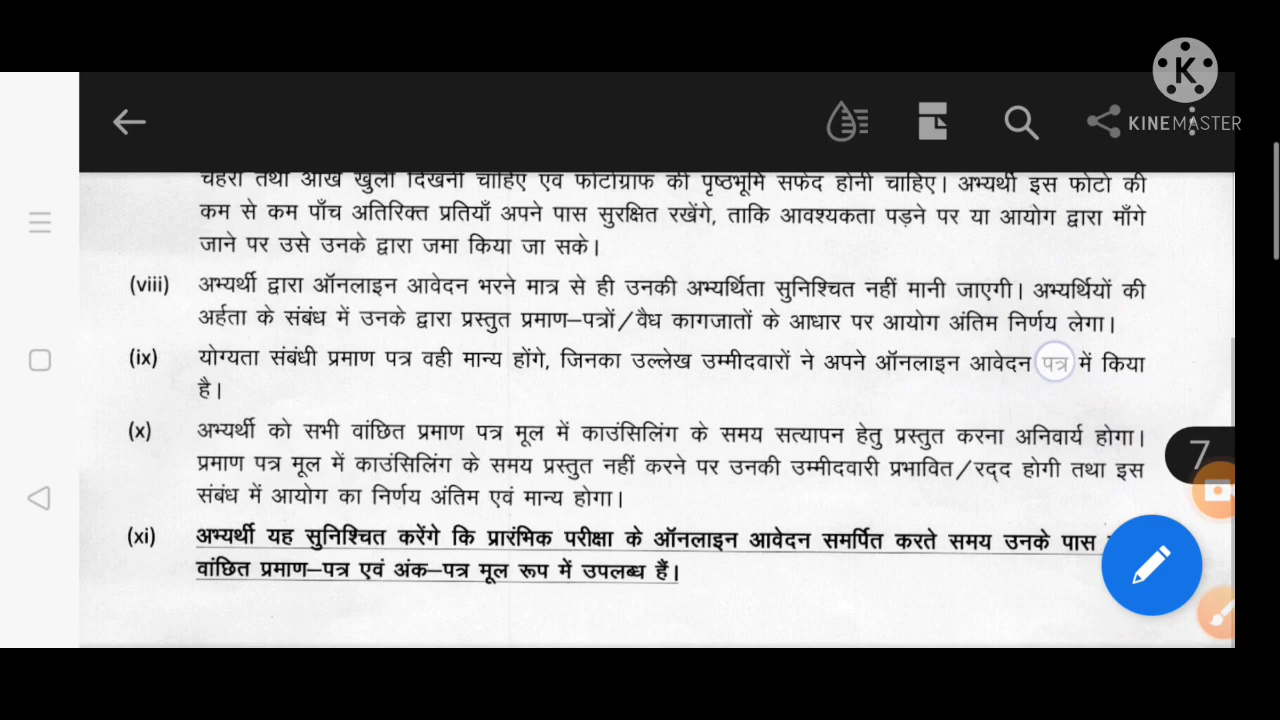 KINEMASTER
चेहरा तथा आँख खुली दिखनी चाहिए एवं फोटोग्राफ की पृष्ठभूमि सफेद होनी चाहिए। अभ्यर्थी इस फोटो की
कम से कम पाँच अतिरिक्त प्रतियाँ अपने पास सुरक्षित रखेंगे, ताकि आवश्यकता पड़ने पर या आयोग द्वारा माँगे
जाने पर उसे उनके द्वारा जमा किया जा सके।
(viii) अभ्यर्थी द्वारा ऑनलाइन आवेदन भरने मात्र से ही उनकी अभ्यर्थिता सुनिश्चित नहीं मानी जाएगी। अभ्यर्थियों की
अर्हता के संबंध में उनके द्वारा प्रस्तुत प्रमाण–पत्रों/वैध कागजातों के आधार पर आयोग अंतिम निर्णय लेगा।
(ix) योग्यता संबंधी प्रमाण पत्र वही मान्य होंगे, जिनका उल्लेख उम्मीदवारों ने अपने ऑनलाइन आवेदन पत्र में किया
है।
(x) अभ्यर्थी को सभी वांछित प्रमाण पत्र मूल में काउंसिलिंग के समय सत्यापन हेतु प्रस्तुत करना अनिवार्य होगा।
प्रमाण पत्र मूल में काउंसिलिंग के समय प्रस्तुत नहीं करने पर उनकी उम्मीदवारी प्रभावित/रद्द होगी तथा इस
संबंध में आयोग का निर्णय अंतिम एवं मान्य होगा।
7
(xi) अभ्यर्थी यह सुनिश्चित करेंगे कि प्रारंभिक परीक्षा के ऑनलाइन आवेदन समर्पित करते समय उनके पास
वांछित प्रमाण–पत्र एवं अंक–पत्र मूल रूप में उपलब्ध हैं।